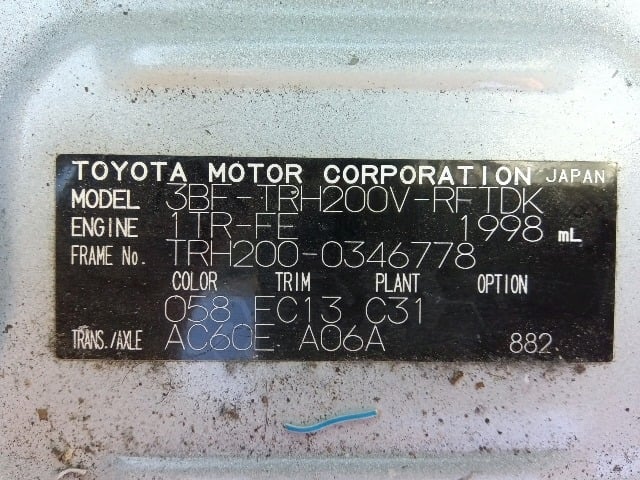 TOYOTA MOTOR CORPORATION JAPAN
MODEL 3BF-TRH200V-RFTDK
ENGINE 1TR-FE 1998 mL
FRAME No. TRH200-0346778
COLOR TRIM PLANT OPTION
058 FC13 C31
TRANS./AXLE AC60E A06A 882